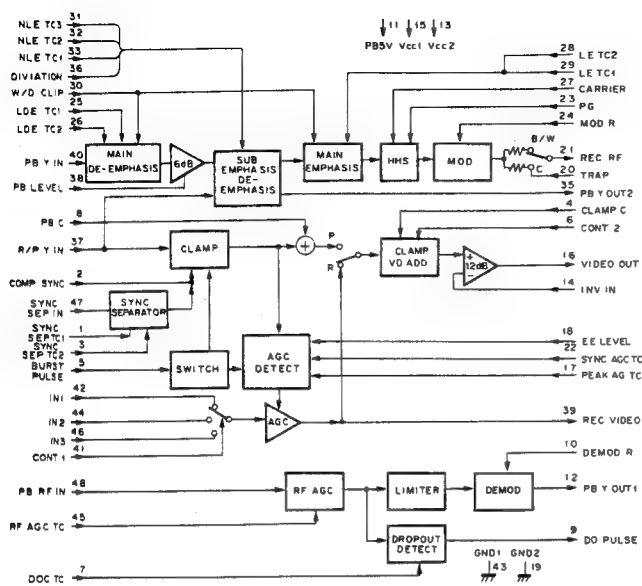 31
NLE TC3
32
NLE TC2
33
NLE TC1
36
DIVIATION
30
W/D CLIP
25
LDE TC1
26
LDE TC2
40
PB Y IN
38
PB LEVEL
8
PB C
37
R/P Y IN
2
COMP SYNC
47
SYNC
SEP IN
1
SYNC
SEP TC1
3
SYNC
SEP TC2
5
BURST
PULSE
42
IN1
44
IN2
46
IN3
41
CONT 1
48
PB RF IN
45
RF AGC TC
7
DOC TC
11 15 13
PB5V Vcc1 Vcc2
MAIN
DE-EMPHASIS
6dB
SUB
EMPHASIS
DE-
EMPHASIS
MAIN
EMPHASIS
HHS
MOD
B/W
C
CLAMP
+
P
R
CLAMP
VD ADD
+
12dB
-
SYNC
SEPARATOR
SWITCH
AGC
DETECT
AGC
RF AGC
LIMITER
DEMOD
DROPOUT
DETECT
28
LE TC2
29
LE TC1
27
CARRIER
23
PG
24
MOD R
21
REC RF
20
TRAP
35
PB Y OUT2
4
CLAMP C
6
CONT 2
16
VIDEO OUT
14
INV IN
18
EE LEVEL
22
SYNC AGC TC
17
PEAK AG TC
39
REC VIDEO
10
DEMOD R
12
PB Y OUT1
9
DO PULSE
GND1 GND2
43 19